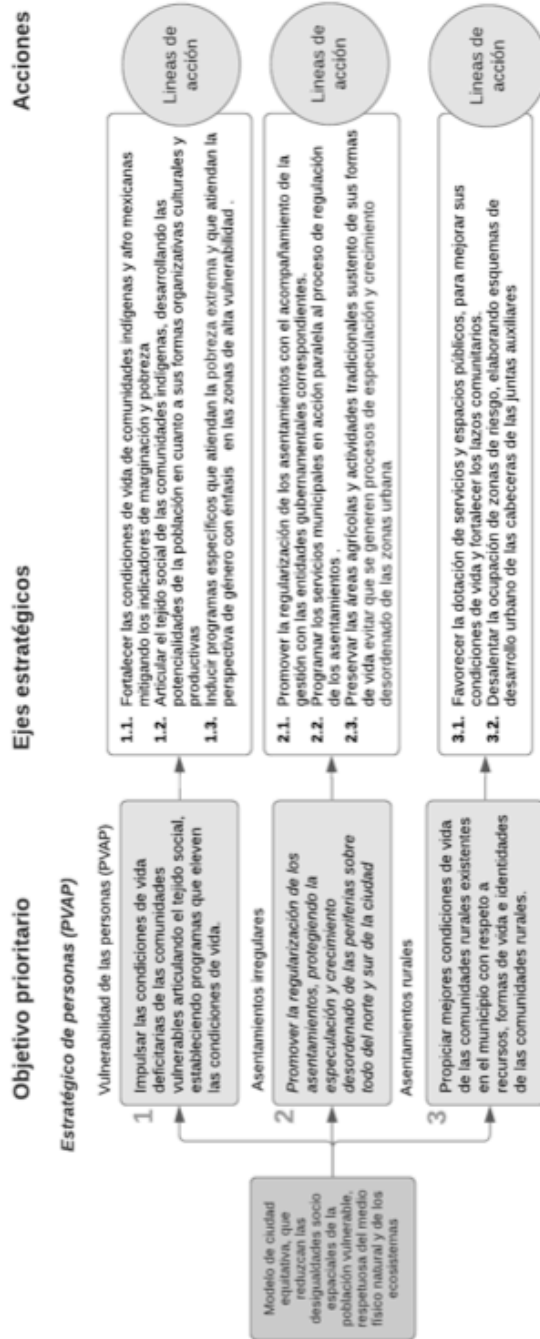 Objetivo prioritario
Ejes estratégicos
Acciones
Estratégico de personas (PVAP)
Modelo de ciudad
equitativa, que
reduzcan las
desigualdades socio
espaciales de la
población vulnerable,
respetuosa del medio
físico natural y de los
ecosistemas
Vulnerabilidad de las personas (PVAP)
1
Impulsar las condiciones de vida
deficitarias de las comunidades
vulnerables articulando el tejido social,
estableciendo programas que eleven
las condiciones de vida.
1.1. Fortalecer las condiciones de vida de comunidades indígenas y afro mexicanas
mitigando los indicadores de marginación y pobreza
1.2. Articular el tejido social de las comunidades indígenas, desarrollando las
potencialidades de la población en cuanto a sus formas organizativas culturales y
productivas
1.3. Inducir programas específicos que atiendan la pobreza extrema y que atiendan la
perspectiva de género con énfasis en las zonas de alta vulnerabilidad .
Lineas de
acción
Asentamientos irregulares
2
Promover la regularización de los
asentamientos, protegiendo la
especulación y crecimiento
desordenado de las periferias sobre
todo del norte y sur de la ciudad
2.1. Promover la regularización de los asentamientos con el acompañamiento de la
gestión con las entidades gubernamentales correspondientes.
2.2. Programar los servicios municipales en acción paralela al proceso de regulación
de los asentamientos .
2.3. Preservar las áreas agrícolas y actividades tradicionales sustento de sus formas
de vida evitar que se generen procesos de especulación y crecimiento
desordenado de las zonas urbana
Lineas de
acción
Asentamientos rurales
3
Propiciar mejores condiciones de vida
de las comunidades rurales existentes
en el municipio con respeto a
recursos, formas de vida e identidades
de las comunidades rurales.
3.1. Favorecer la dotación de servicios y espacios públicos, para mejorar sus
condiciones de vida y fortalecer los lazos comunitarios.
3.2. Desalentar la ocupación de zonas de riesgo, elaborando esquemas de
desarrollo urbano de las cabeceras de las juntas auxiliares
Lineas de
acción